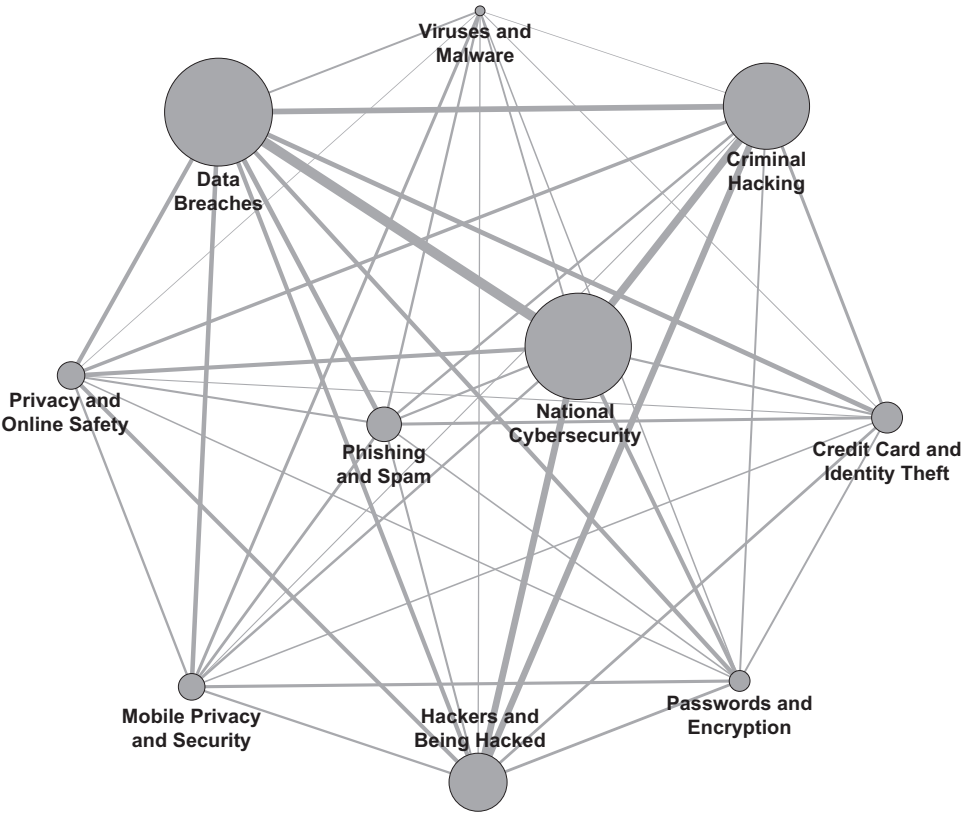 Viruses and
Malware
Data
Breaches
Criminal
Hacking
Privacy and
Online Safety
National
Cybersecurity
Phishing
and Spam
Credit Card and
Identity Theft
Mobile Privacy
and Security
Hackers and
Being Hacked
Passwords and
Encryption